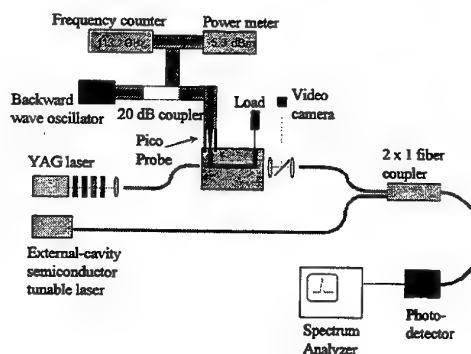 Frequency counter
Power meter
Backward
wave oscillator
20 dB coupler
Load
Video
camera
Pico
Probe
YAG laser
2 x 1 fiber
coupler
External-cavity
semiconductor
tunable laser
Spectrum
Analyzer
Photo-
detector